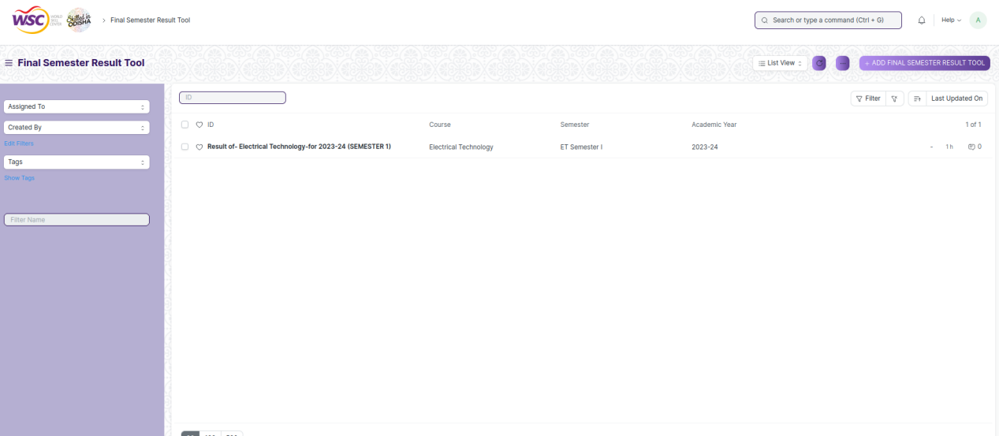 WSC WORLD SKILL CENTER Skilled in ODISHA > Final Semester Result Tool
Search or type a command (Ctrl + G)
Help
A
Final Semester Result Tool
List View
+ ADD FINAL SEMESTER RESULT TOOL
Assigned To
Created By
Edit Filters
Tags
Show Tags
Filter Name
ID
Filter
Last Updated On
ID Course Semester Academic Year 1 of 1
Result of- Electrical Technology-for 2023-24 (SEMESTER 1) Electrical Technology ET Semester I 2023-24 - 1 h 0